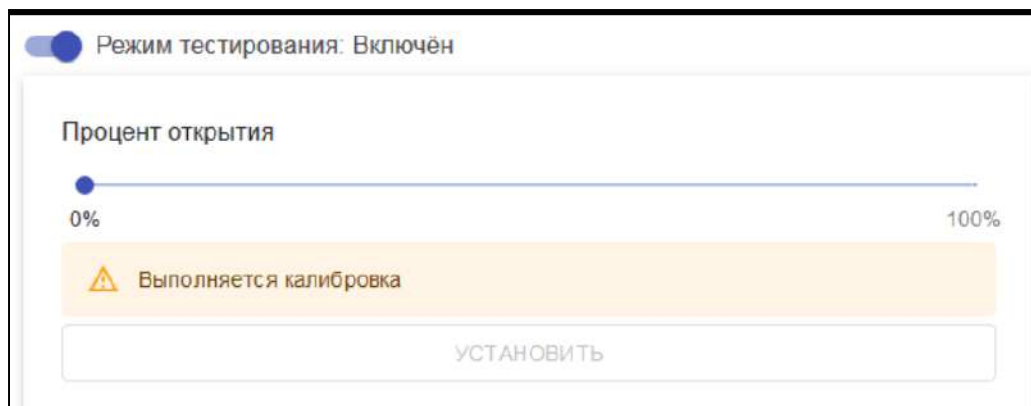 Режим тестирования: Включён
Процент открытия
0% 100%
Выполняется калибровка
УСТАНОВИТЬ